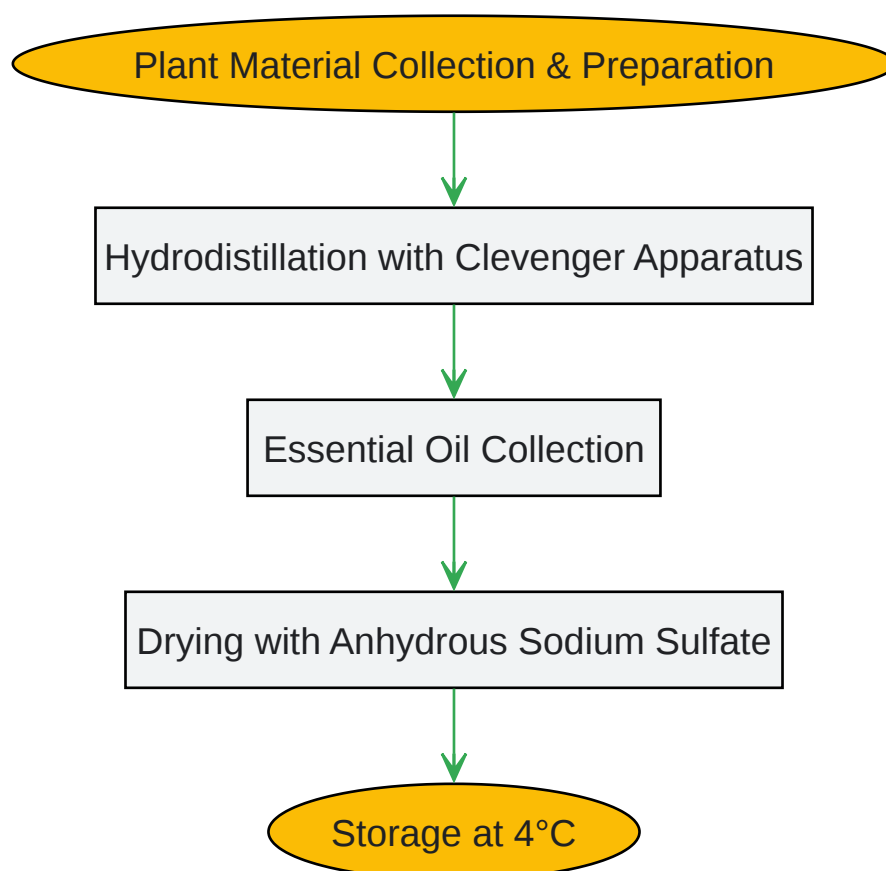 Plant Material Collection & Preparation
Hydrodistillation with Clevenger Apparatus
Essential Oil Collection
Drying with Anhydrous Sodium Sulfate
Storage at 4°C